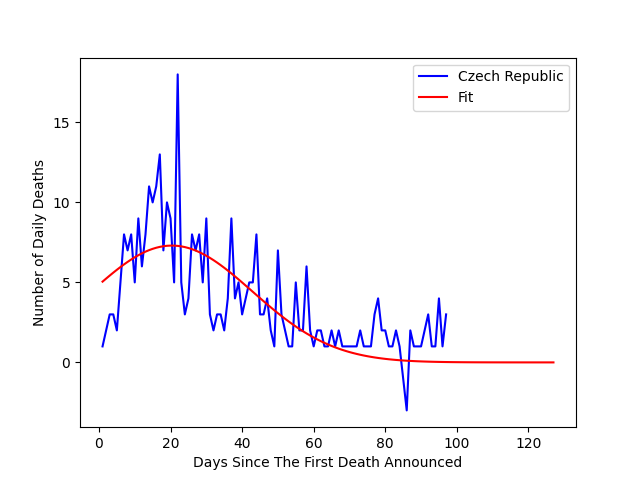 Czech Republic
Fit
15
10
5
0
Number of Daily Deaths
0 20 40 60 80 100 120
Days Since The First Death Announced